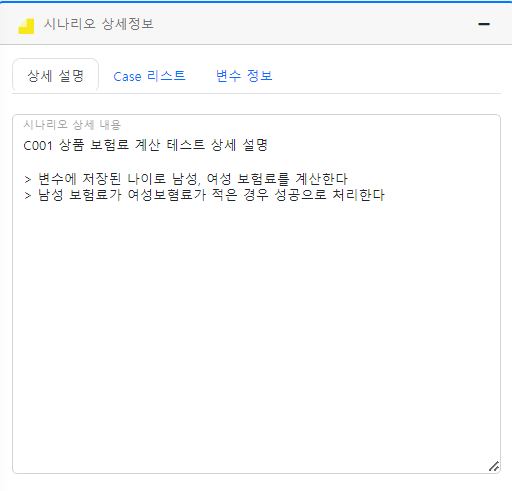 시나리오 상세정보
상세 설명
Case 리스트
변수 정보
시나리오 상세 내용
C001 상품 보험료 계산 테스트 상세 설명
> 변수에 저장된 나이로 남성, 여성 보험료를 계산한다
> 남성 보험료가 여성보혐료가 적은 경우 성공으로 처리한다